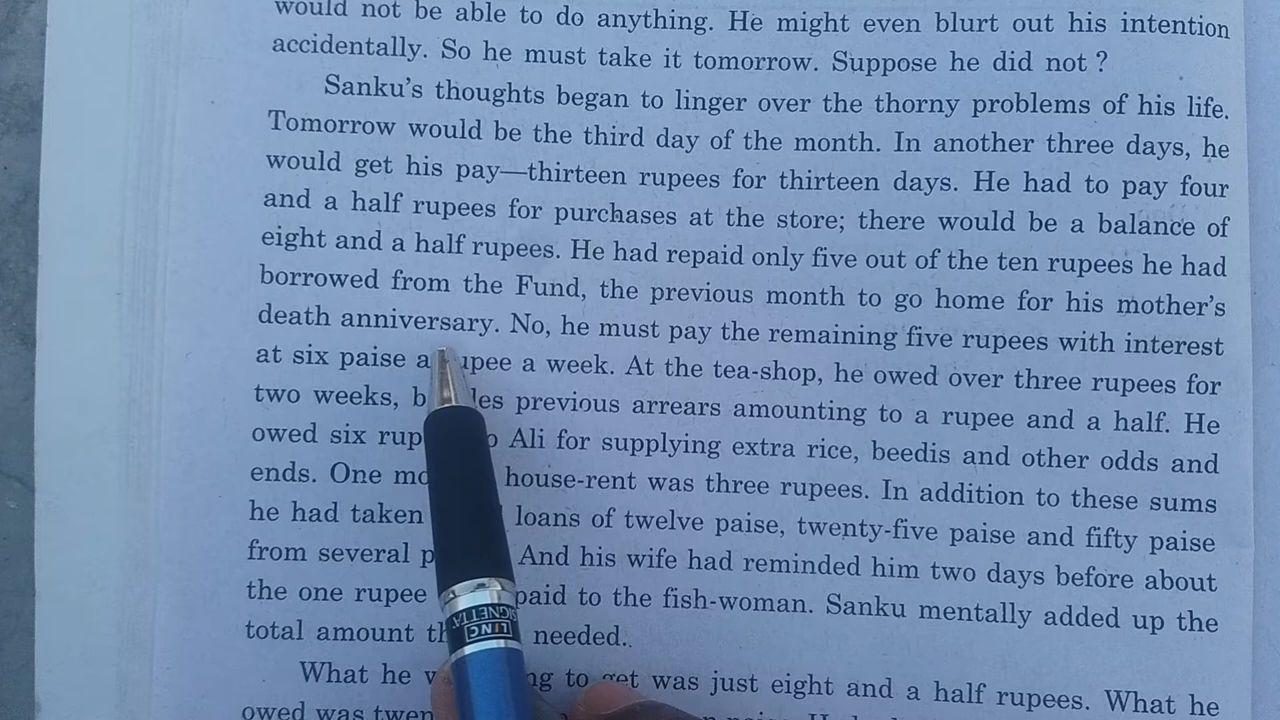 would not be able to do anything. He might even blurt out his intention
accidentally. So he must take it tomorrow. Suppose he did not ?
Sanku's thoughts began to linger over the thorny problems of his life.
Tomorrow would be the third day of the month. In another three days, he
would get his pay—thirteen rupees for thirteen days. He had to pay four
and a half rupees for purchases at the store; there would be a balance of
eight and a half rupees. He had repaid only five out of the ten rupees he had
borrowed from the Fund, the previous month to go home for his mother's
death anniversary. No, he must pay the remaining five rupees with interest
at six paise a rupee a week. At the tea-shop, he owed over three rupees for
two weeks, previous arrears amounting to a rupee and a half. He
owed six Ali for supplying extra rice, beedis and other odds and
ends. One house-rent was three rupees. In addition to these sums
he had taken loans of twelve paise, twenty-five paise and fifty paise
from several And his wife had reminded him two days before about
the one rupee paid to the fish-woman. Sanku mentally added up the
total amount needed.
What he to get was just eight and a half rupees. What he
owed was
LINC
SIGNETTA